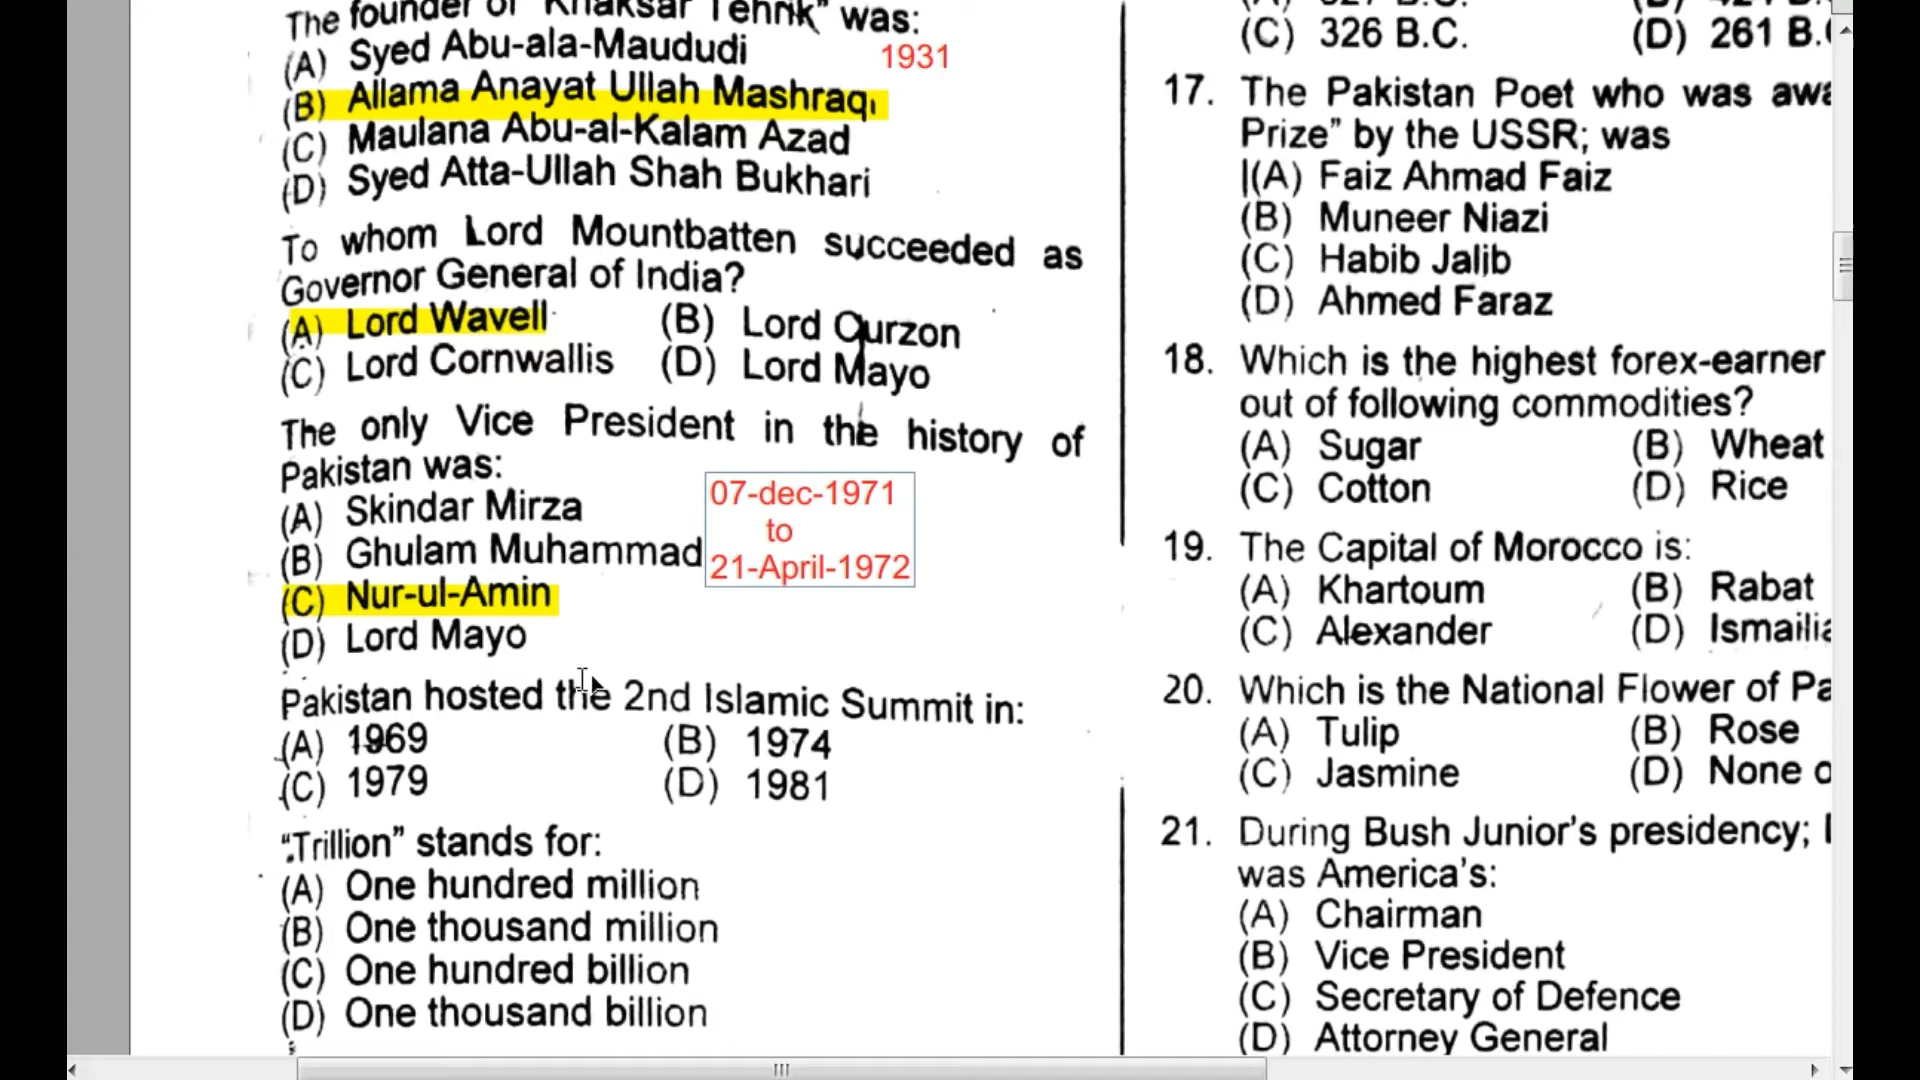 The founder of "Khaksar Tehrik" was:
(A) Syed Abu-ala-Maududi
1931
(B) Allama Anayat Ullah Mashraqi
(C) Maulana Abu-al-Kalam Azad
(D) Syed Atta-Ullah Shah Bukhari
To whom Lord Mountbatten succeeded as
Governor General of India?
(A) Lord Wavell (B) Lord Curzon
(C) Lord Cornwallis (D) Lord Mayo
The only Vice President in the history of
Pakistan was:
(A) Skindar Mirza
(B) Ghulam Muhammad
(C) Nur-ul-Amin
(D) Lord Mayo
07-dec-1971
to
21-April-1972
Pakistan hosted the 2nd Islamic Summit in:
(A) 1969 (B) 1974
(C) 1979 (D) 1981
"Trillion" stands for:
(A) One hundred million
(B) One thousand million
(C) One hundred billion
(D) One thousand billion
(C) 326 B.C. (D) 261 B.
17. The Pakistan Poet who was
Prize" by the USSR; was
(A) Faiz Ahmad Faiz
(B) Muneer Niazi
(C) Habib Jalib
(D) Ahmed Faraz
18. Which is the highest forex-earner
out of following commodities?
(A) Sugar (B) Wheat
(C) Cotton (D) Rice
19. The Capital of Morocco is:
(A) Khartoum (B) Rabat
(C) Alexander (D) Ismailia
20. Which is the National Flower of Pa
(A) Tulip (B) Rose
(C) Jasmine (D) None o
21. During Bush Junior's presidency;
was America's:
(A) Chairman
(B) Vice President
(C) Secretary of Defence
(D) Attorney General